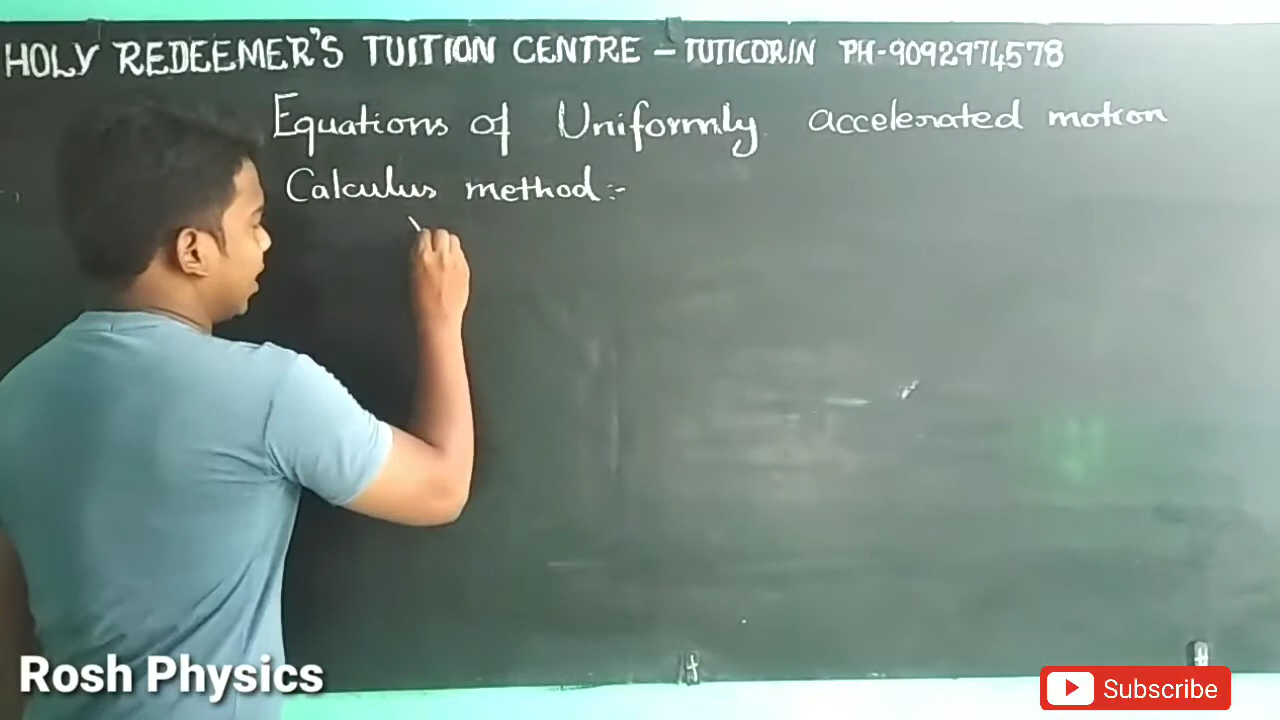 HOLY REDEEMER'S TUITION CENTRE – TUTICORIN PH-9092974578
Equations of Uniformly accelerated motion
Calculus method:-
Rosh Physics
Subscribe